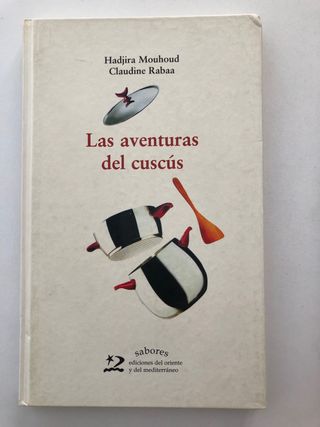 Hadjira Mouhoud
Claudine Rabaa
Las aventuras
del cuscús
sabores
ediciones del oriente
y del mediterráneo